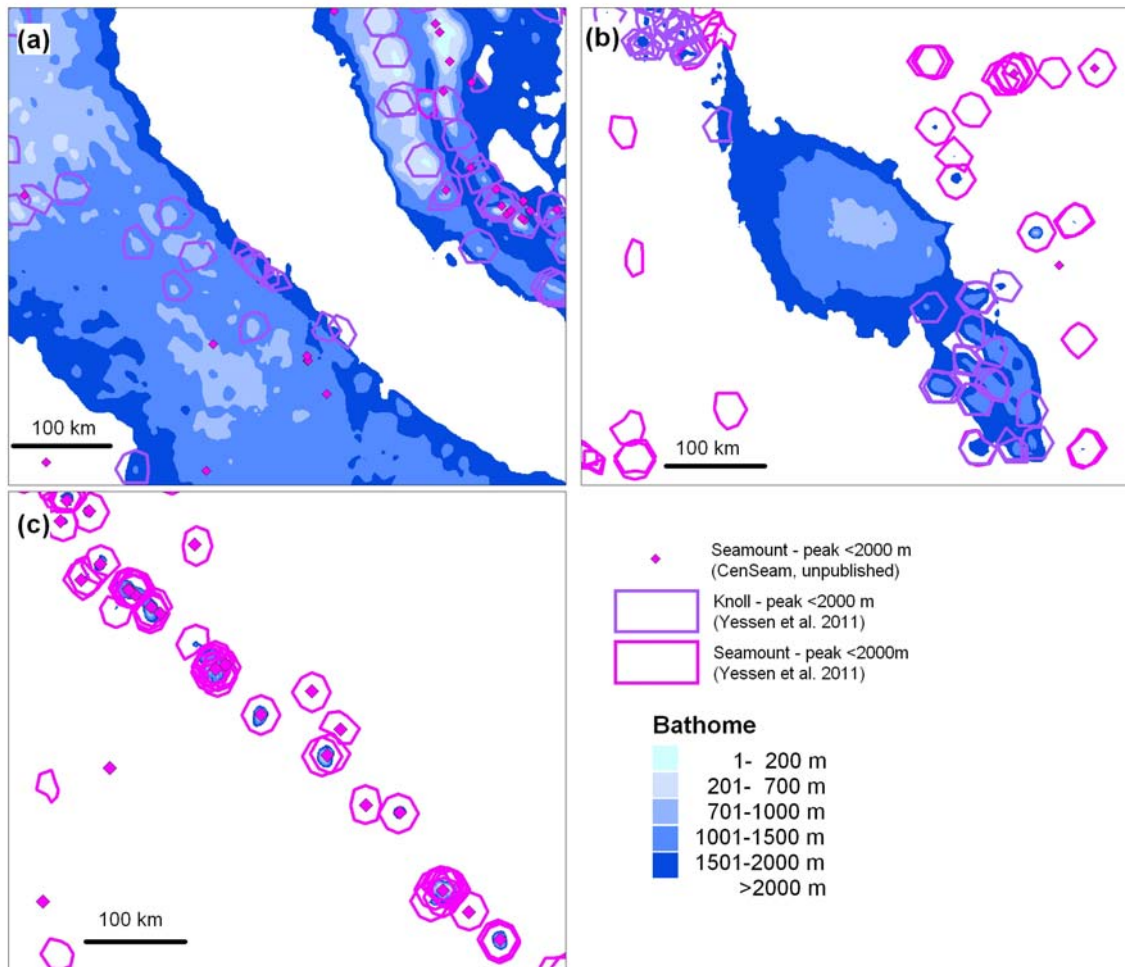 (a)
100 km
(b)
100 km
(c)
100 km
Seamount - peak <2000 m
(CenSeam, unpublished)
Knoll - peak <2000 m
(Yessen et al. 2011)
Seamount - peak <2000m
(Yessen et al. 2011)
Bathome
1- 200 m
201- 700 m
701-1000 m
1001-1500 m
1501-2000 m
>2000 m